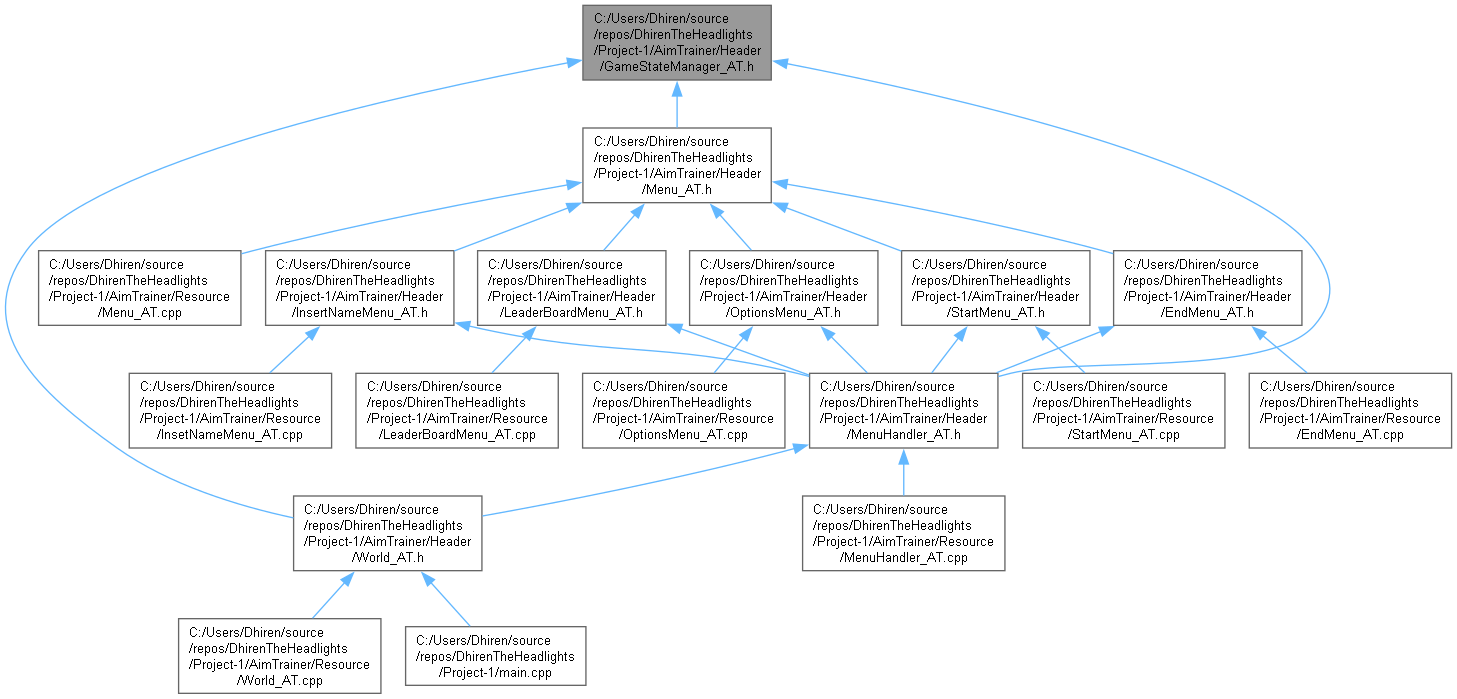 C:/Users/Dhiren/source
/repos/DhirenTheHeadlights
/Project-1/AimTrainer/Header
/GameStateManager_AT.h
C:/Users/Dhiren/source
/repos/DhirenTheHeadlights
/Project-1/AimTrainer/Header
/Menu_AT.h
C:/Users/Dhiren/source
/repos/DhirenTheHeadlights
/Project-1/AimTrainer/Resource
/Menu_AT.cpp
C:/Users/Dhiren/source
/repos/DhirenTheHeadlights
/Project-1/AimTrainer/Header
/InsertNameMenu_AT.h
C:/Users/Dhiren/source
/repos/DhirenTheHeadlights
/Project-1/AimTrainer/Header
/LeaderBoardMenu_AT.h
C:/Users/Dhiren/source
/repos/DhirenTheHeadlights
/Project-1/AimTrainer/Header
/OptionsMenu_AT.h
C:/Users/Dhiren/source
/repos/DhirenTheHeadlights
/Project-1/AimTrainer/Header
/StartMenu_AT.h
C:/Users/Dhiren/source
/repos/DhirenTheHeadlights
/Project-1/AimTrainer/Header
/EndMenu_AT.h
C:/Users/Dhiren/source
/repos/DhirenTheHeadlights
/Project-1/AimTrainer/Resource
/InsetNameMenu_AT.cpp
C:/Users/Dhiren/source
/repos/DhirenTheHeadlights
/Project-1/AimTrainer/Resource
/LeaderBoardMenu_AT.cpp
C:/Users/Dhiren/source
/repos/DhirenTheHeadlights
/Project-1/AimTrainer/Resource
/OptionsMenu_AT.cpp
C:/Users/Dhiren/source
/repos/DhirenTheHeadlights
/Project-1/AimTrainer/Header
/MenuHandler_AT.h
C:/Users/Dhiren/source
/repos/DhirenTheHeadlights
/Project-1/AimTrainer/Resource
/StartMenu_AT.cpp
C:/Users/Dhiren/source
/repos/DhirenTheHeadlights
/Project-1/AimTrainer/Resource
/EndMenu_AT.cpp
C:/Users/Dhiren/source
/repos/DhirenTheHeadlights
/Project-1/AimTrainer/Header
/World_AT.h
C:/Users/Dhiren/source
/repos/DhirenTheHeadlights
/Project-1/AimTrainer/Resource
/MenuHandler_AT.cpp
C:/Users/Dhiren/source
/repos/DhirenTheHeadlights
/Project-1/AimTrainer/Resource
/World_AT.cpp
C:/Users/Dhiren/source
/repos/DhirenTheHeadlights
/Project-1/main.cpp